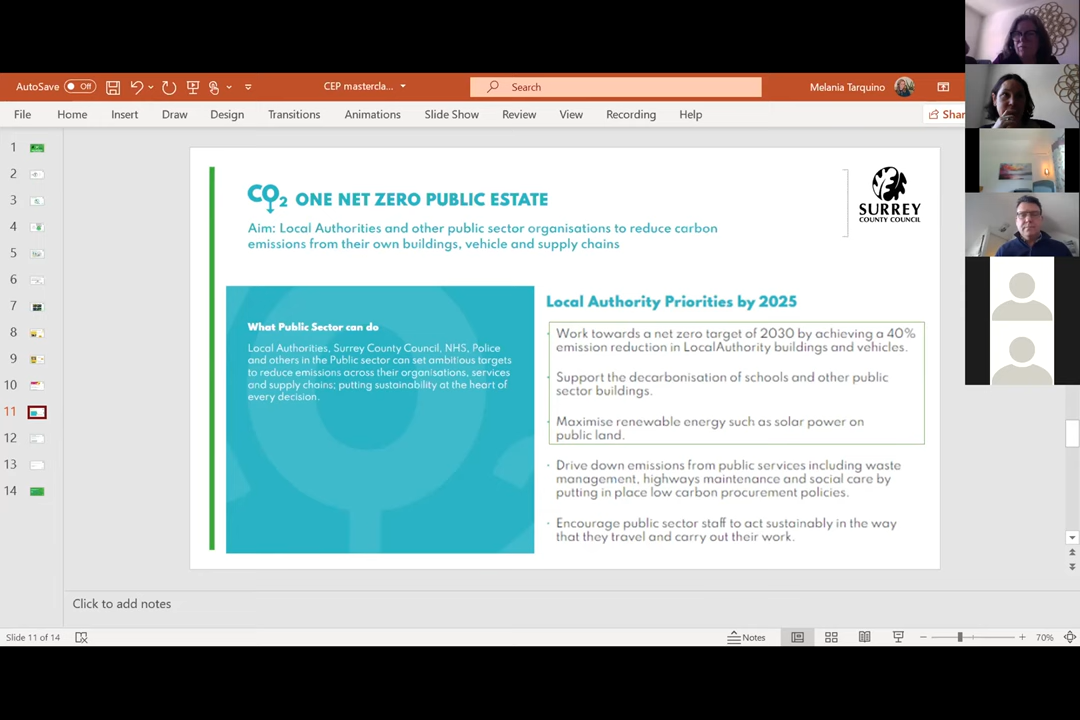 AutoSave Off
CEP mastercla...
Search
Melania Tarquino
File Home Insert Draw Design Transitions Animations Slide Show Review View Recording Help
Shar
1
2
3
4
5
6
7
8
9
10
11
12
13
14
CO2 ONE NET ZERO PUBLIC ESTATE
Aim: Local Authorities and other public sector organisations to reduce carbon
emissions from their own buildings, vehicle and supply chains
SURREY
COUNTY COUNCIL
What Public Sector can do
Local Authorities, Surrey County Council, NHS, Police
and others in the Public sector can set ambitious targets
to reduce emissions across their organisations, services
and supply chains; putting sustainability at the heart of
every decision.
Local Authority Priorities by 2025
· Work towards a net zero target of 2030 by achieving a 40%
emission reduction in LocalAuthority buildings and vehicles.
· Support the decarbonisation of schools and other public
sector buildings.
· Maximise renewable energy such as solar power on
public land.
· Drive down emissions from public services including waste
management, highways maintenance and social care by
putting in place low carbon procurement policies.
· Encourage public sector staff to act sustainably in the way
that they travel and carry out their work.
Click to add notes
Slide 11 of 14
Notes
70%